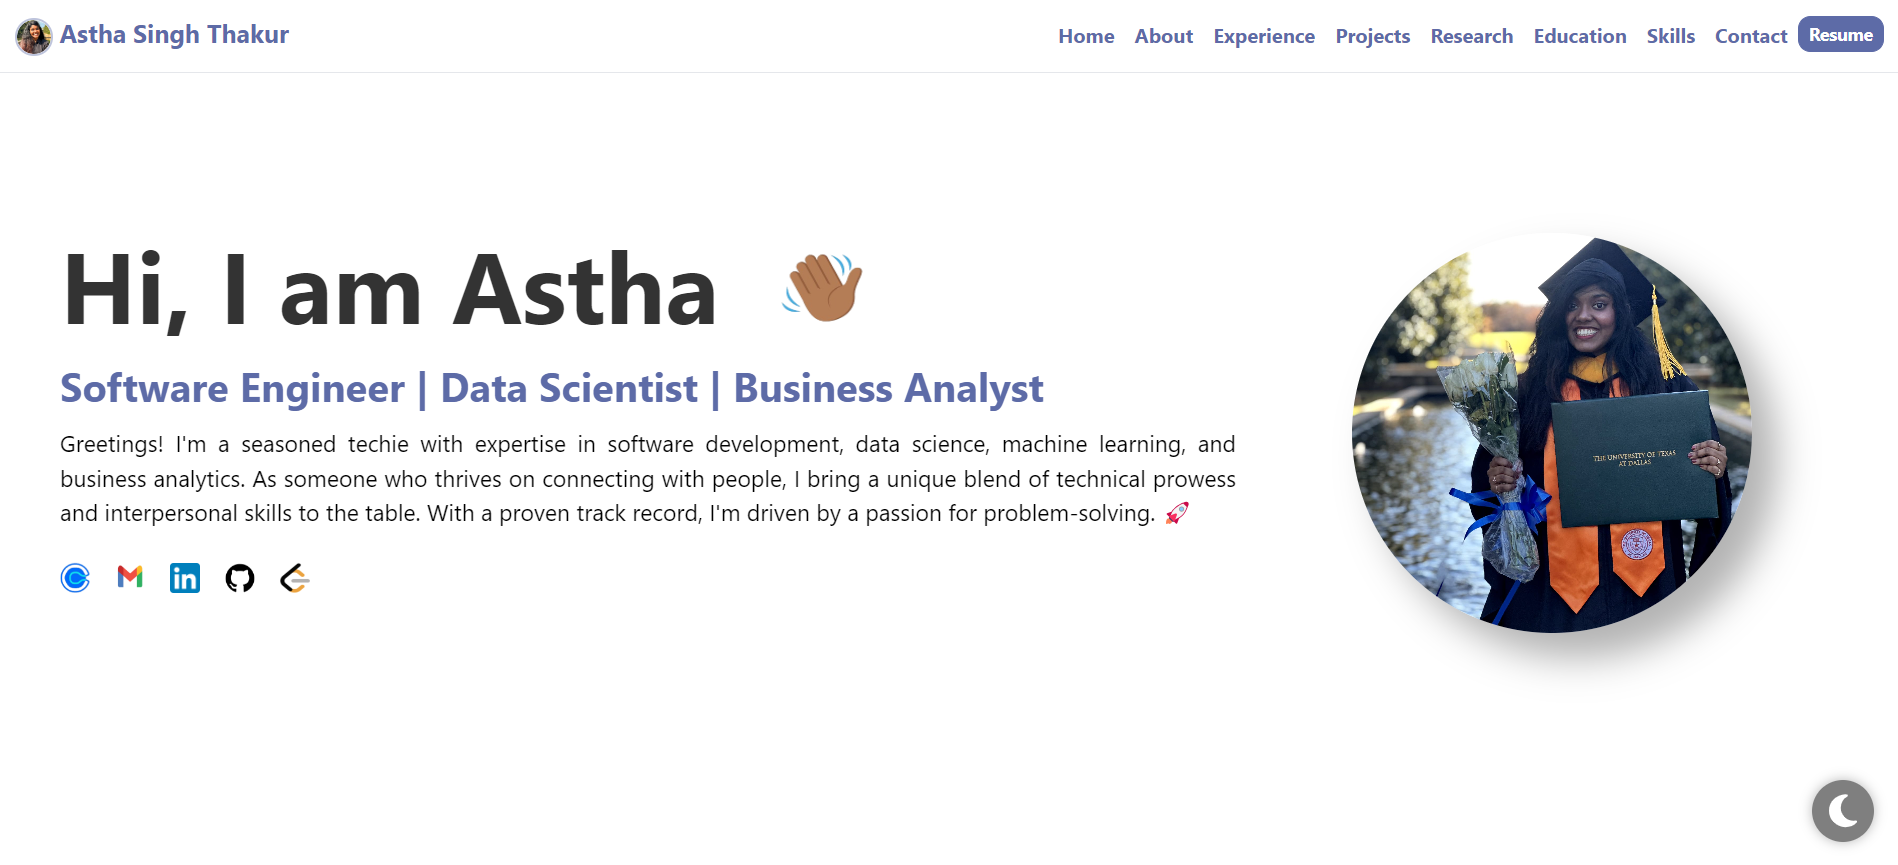 Astha Singh Thakur
Home About Experience Projects Research Education Skills Contact Resume
Hi, I am Astha 👋🏾
Software Engineer | Data Scientist | Business Analyst
Greetings! I'm a seasoned techie with expertise in software development, data science, machine learning, and
business analytics. As someone who thrives on connecting with people, I bring a unique blend of technical prowess
and interpersonal skills to the table. With a proven track record, I'm driven by a passion for problem-solving. 🚀
in
THE UNIVERSITY OF TEXAS
AT DALLAS